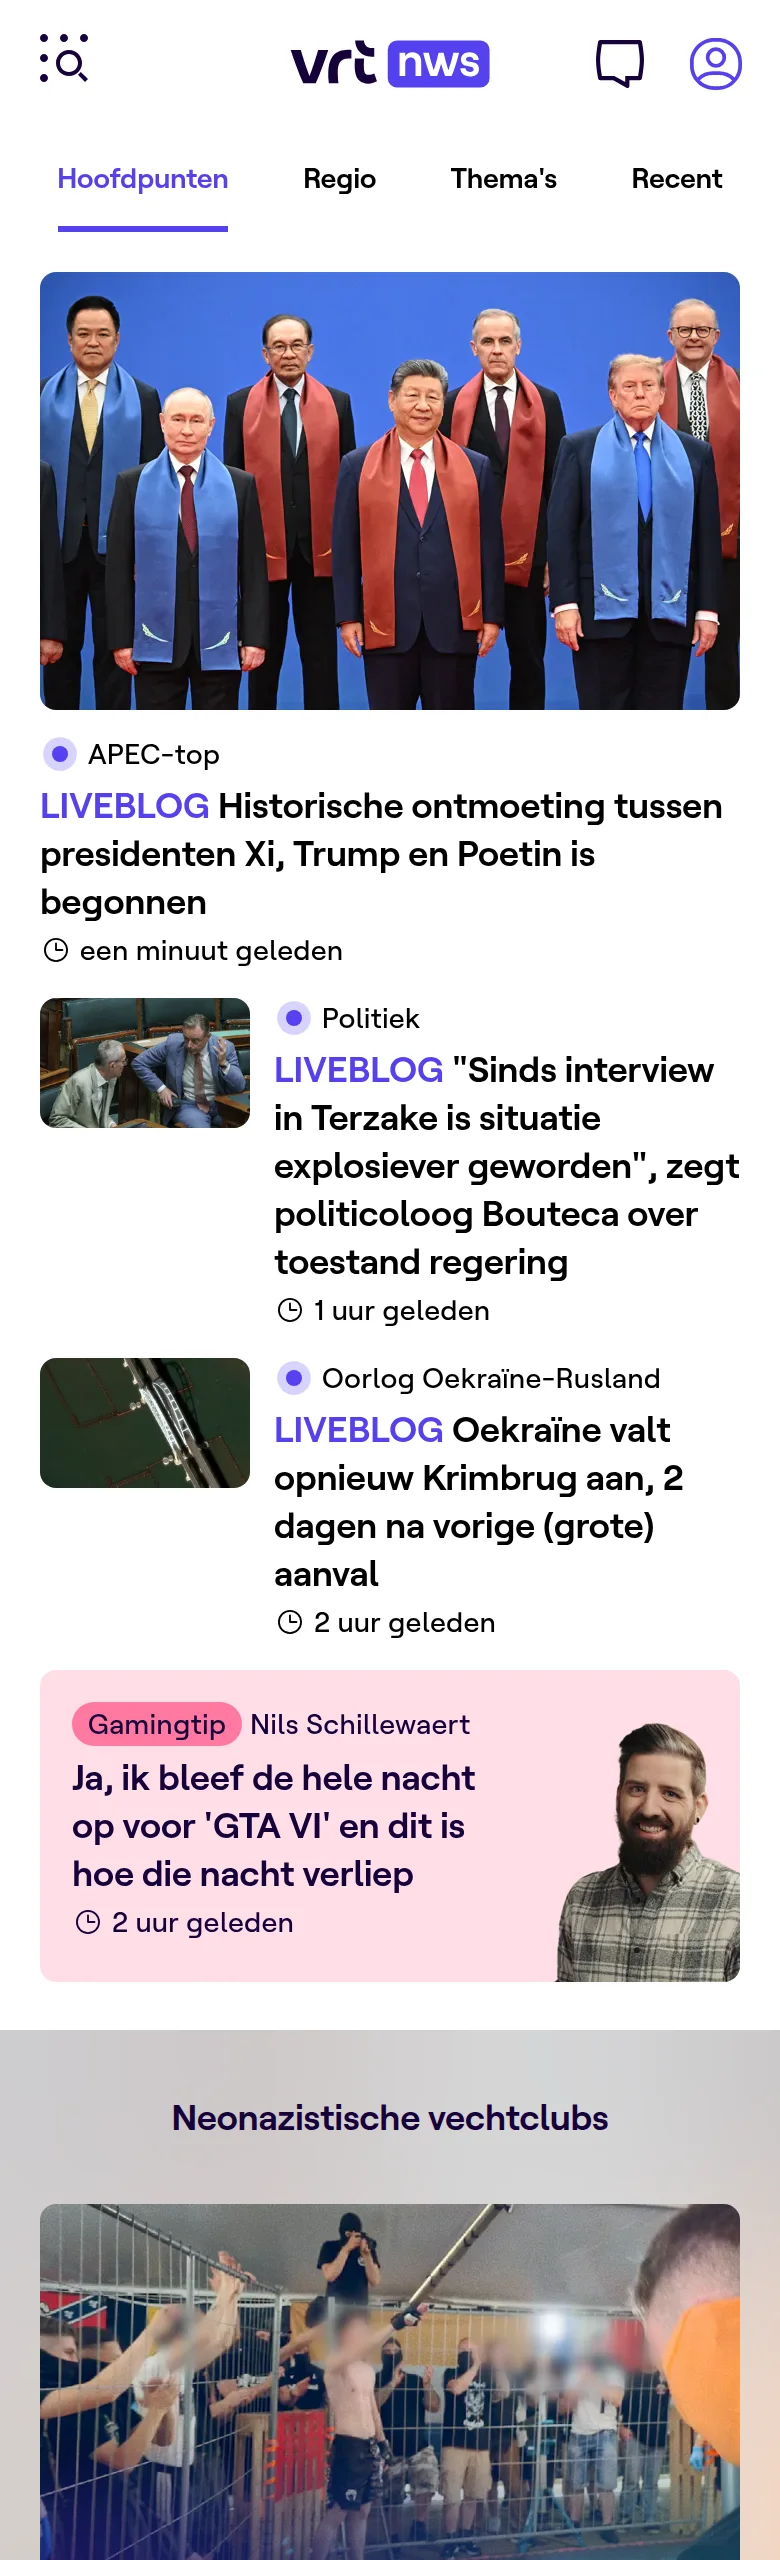 vrt nws
Hoofdpunten Regio Thema's Recent
APEC-top
LIVEBLOG Historische ontmoeting tussen
presidenten Xi, Trump en Poetin is
begonnen
een minuut geleden
Politiek
LIVEBLOG "Sinds interview
in Terzake is situatie
explosiever geworden", zegt
politicoloog Bouteca over
toestand regering
1 uur geleden
Oorlog Oekraïne-Rusland
LIVEBLOG Oekraïne valt
opnieuw Krimbrug aan, 2
dagen na vorige (grote)
aanval
2 uur geleden
Gamingtip Nils Schillewaert
Ja, ik bleef de hele nacht
op voor 'GTA VI' en dit is
hoe die nacht verliep
2 uur geleden
Neonazistische vechtclubs